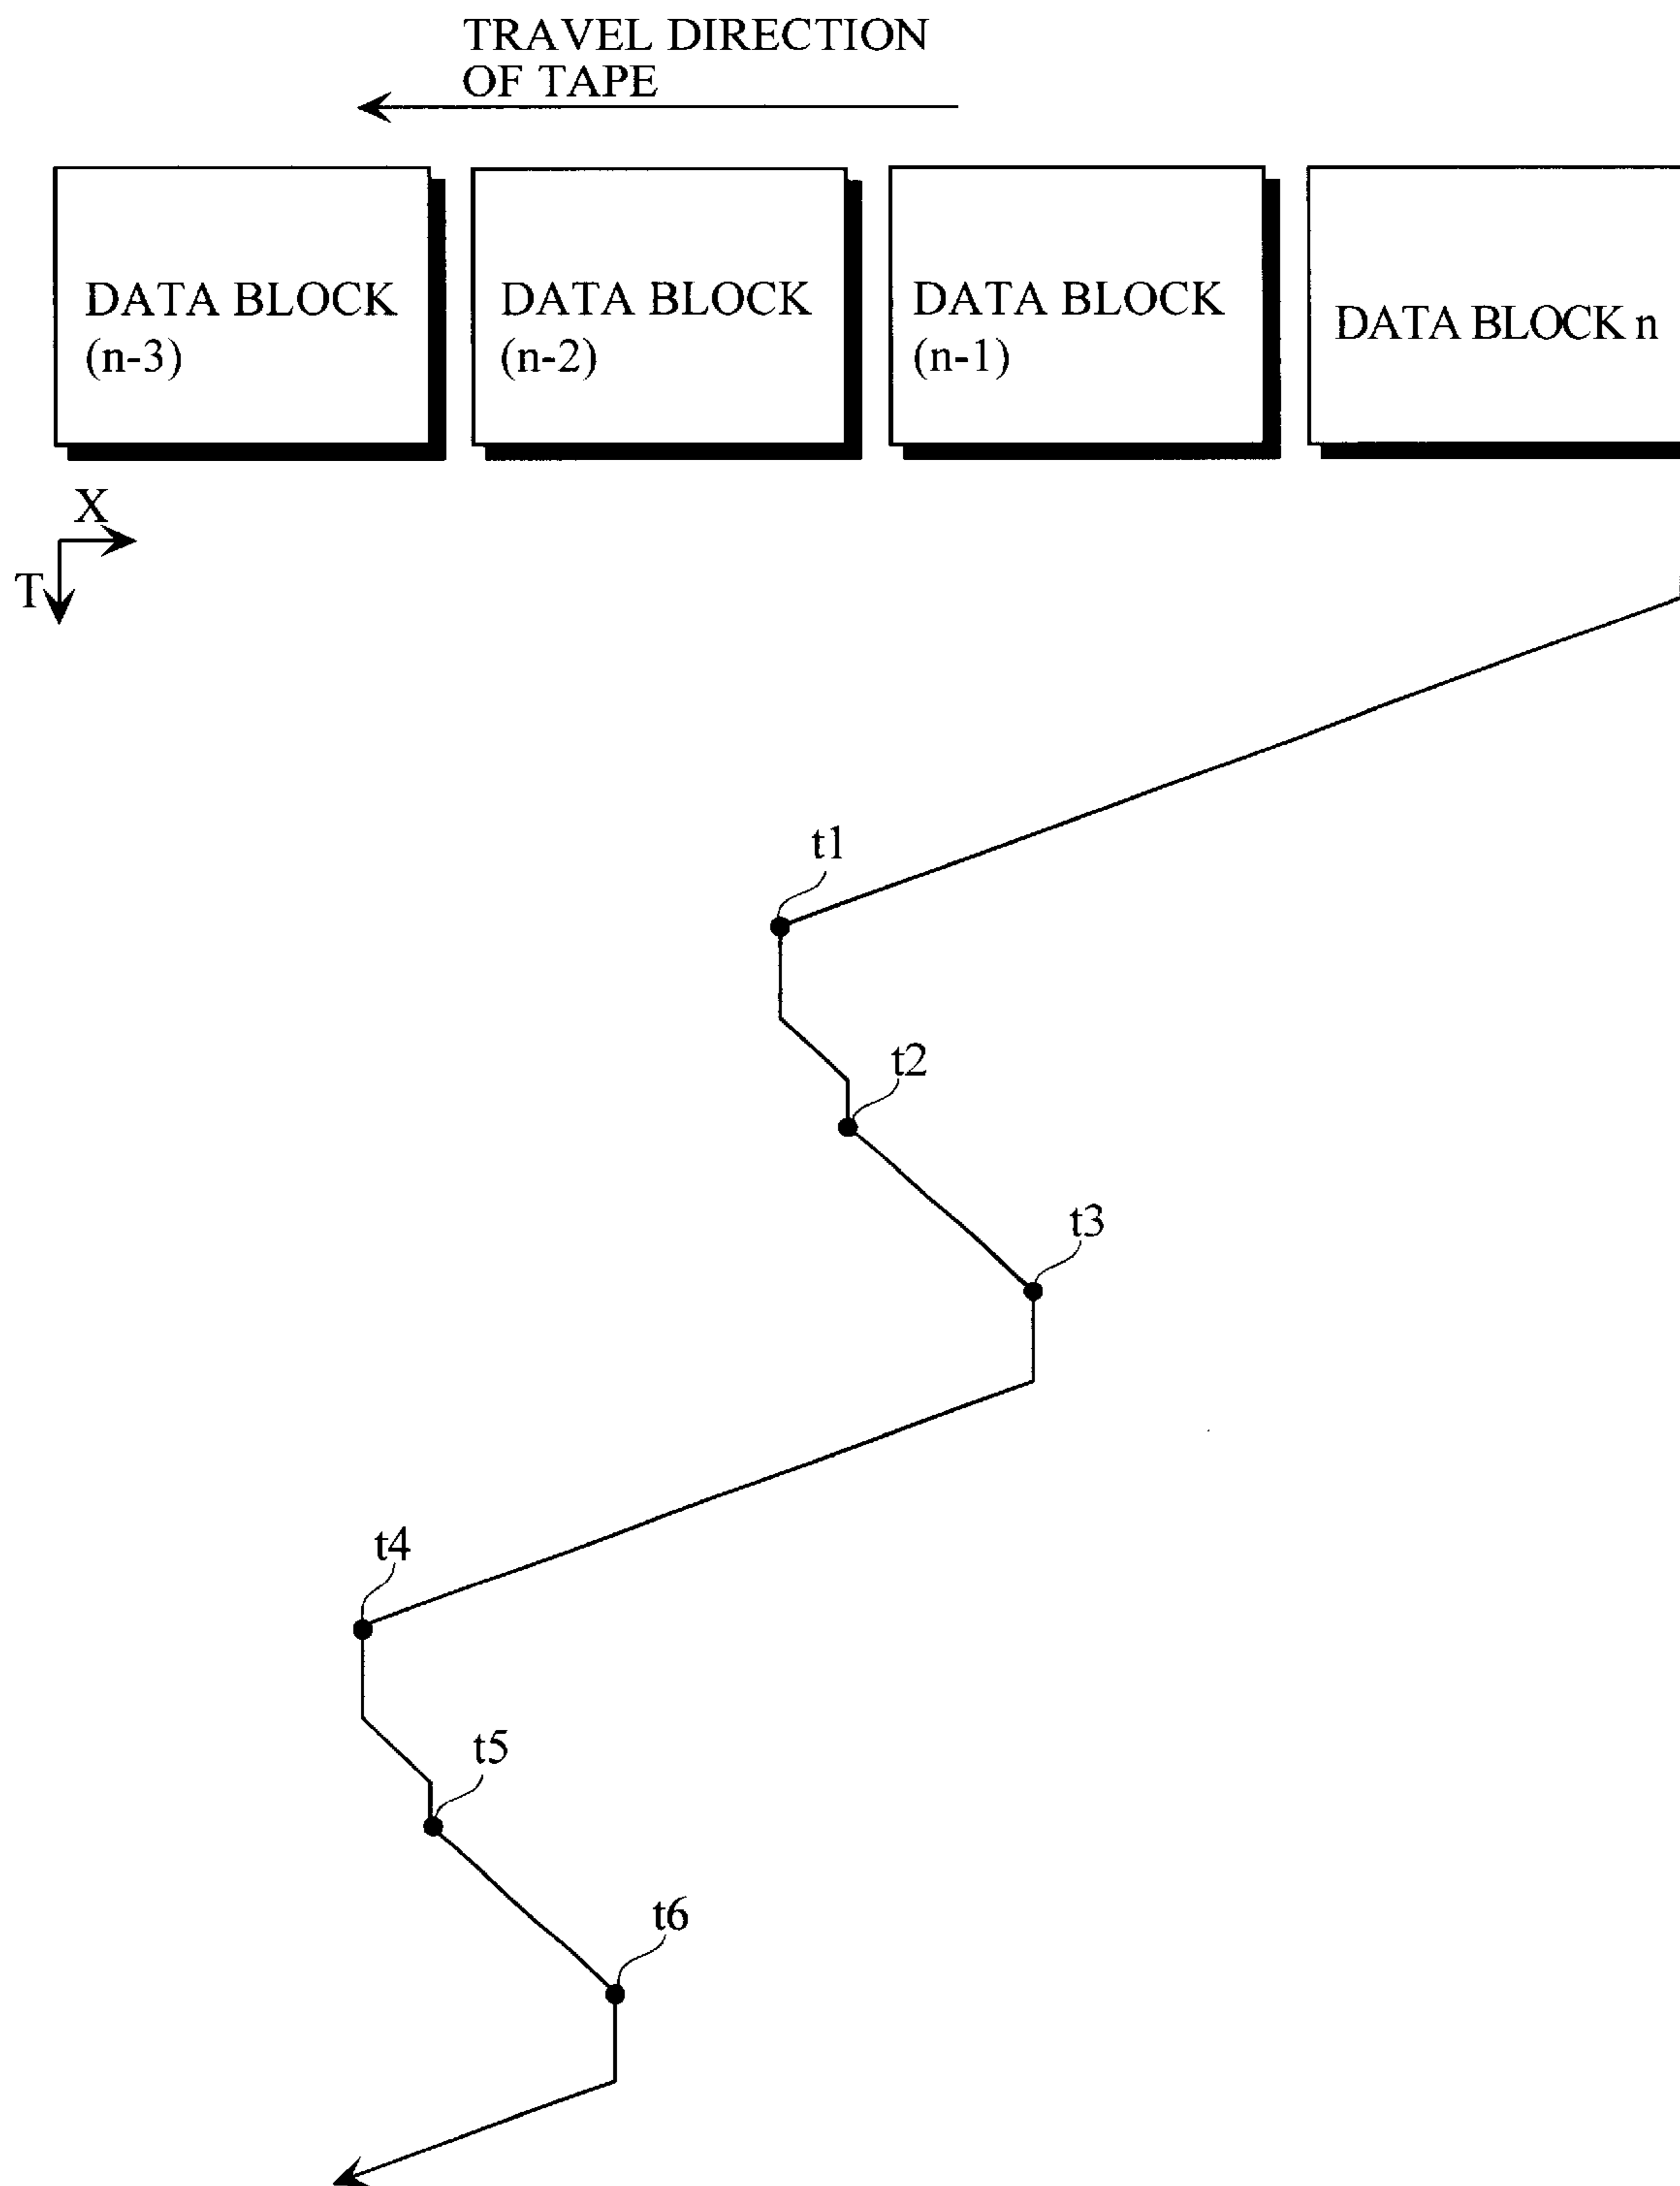 TRAVEL DIRECTION
OF TAPE
DATA BLOCK
(n-3)
DATA BLOCK
(n-2)
DATA BLOCK
(n-1)
DATA BLOCK n
X
T
t1
t2
t3
t4
t5
t6